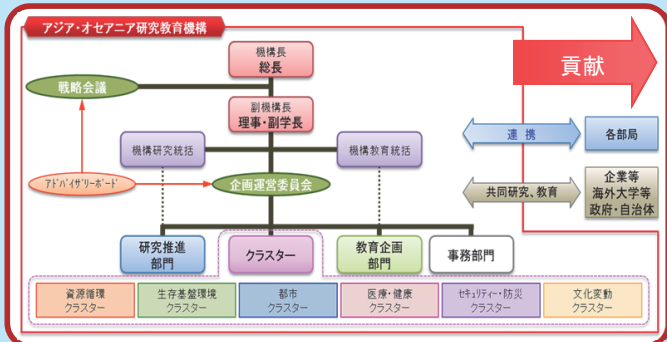 アジア・オセアニア研究教育機構
機構長
総長
貢献
戦略会議
副機構長
理事・副学長
連携
各部局
機構研究統括
機構教育統括
アドバイザリーボード
企画運営委員会
共同研究、教育
企業等
海外大学等
政府・自治体
研究推進
部門
クラスター
教育企画
部門
事務部門
資源循環
クラスター
生存基盤環境
クラスター
都市
クラスター
医療・健康
クラスター
セキュリティー・防災
クラスター
文化変動
クラスター